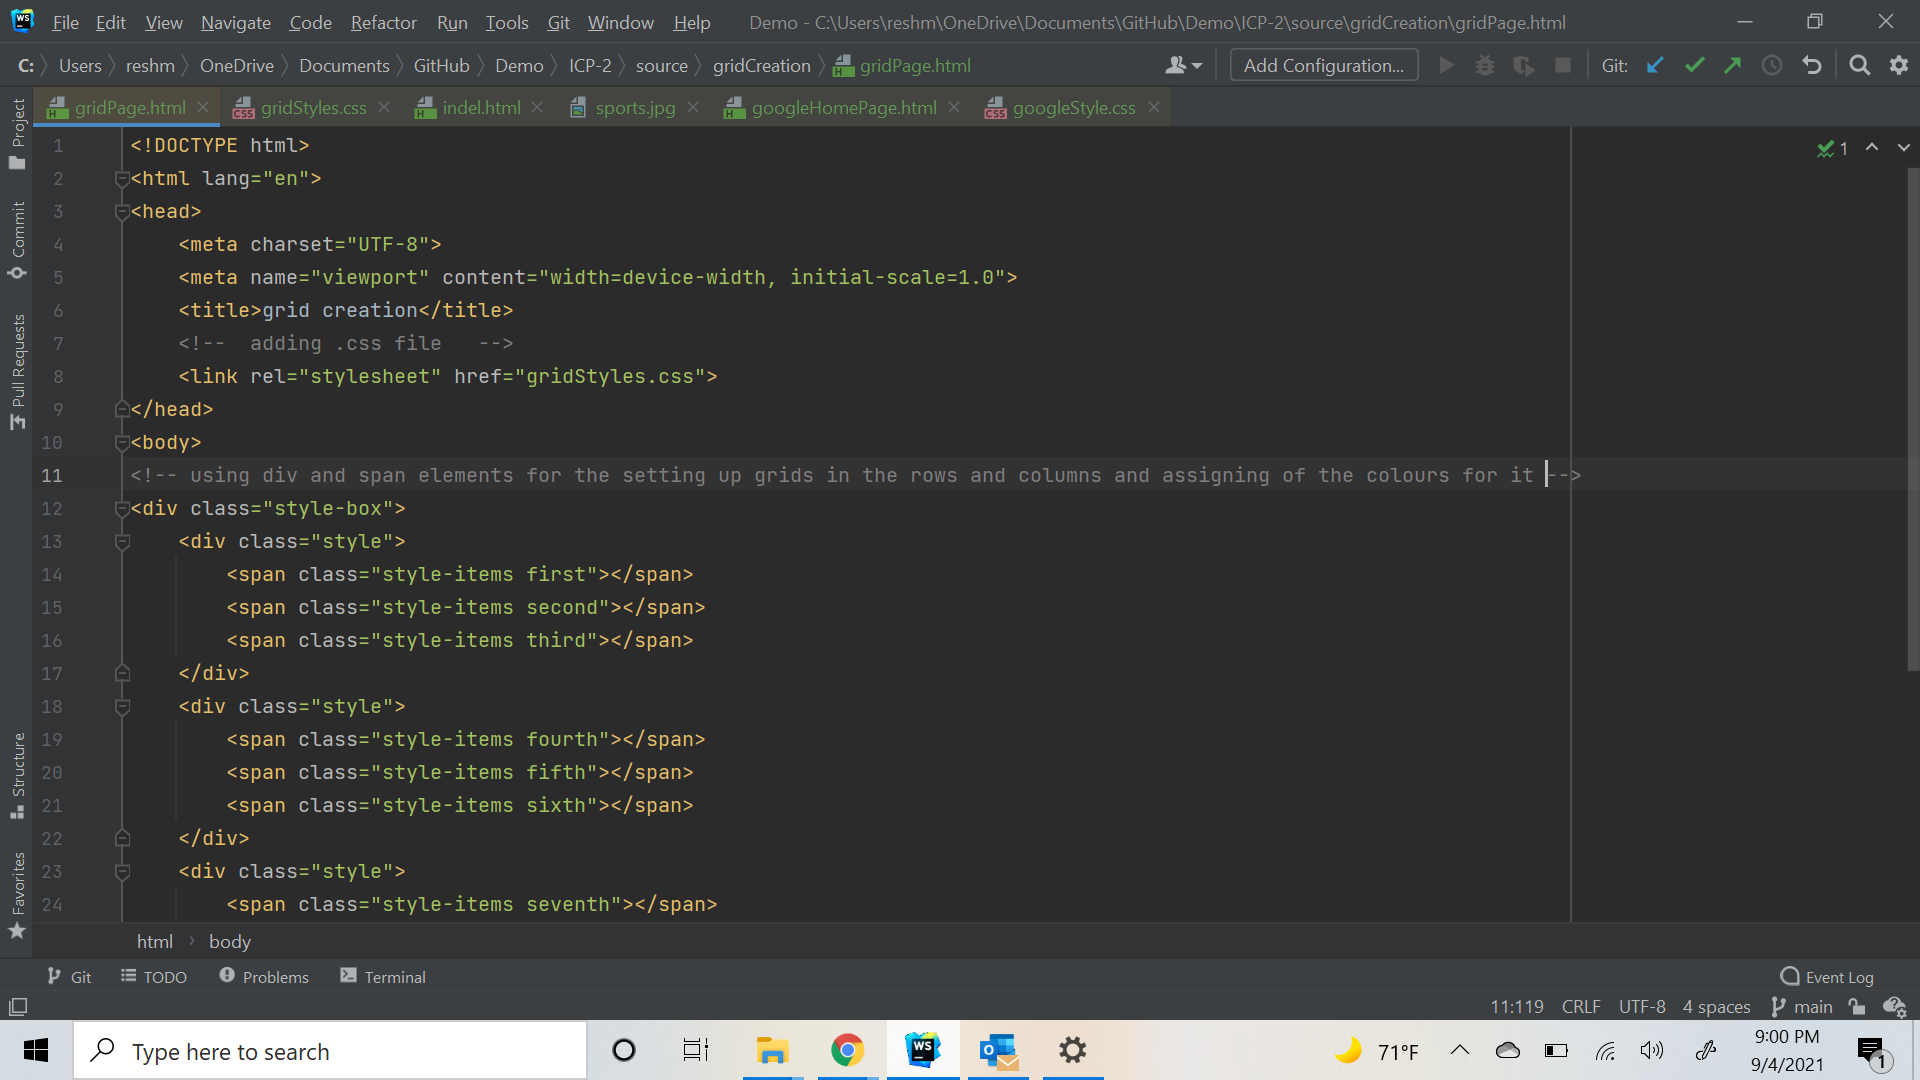 WS File Edit View Navigate Code Refactor Run Tools Git Window Help Demo - C:\Users\reshm\OneDrive\Documents\GitHub\Demo\ICP-2\source\gridCreation\gridPage.html
C: Users reshm OneDrive Documents GitHub Demo ICP-2 source gridCreation gridPage.html Add Configuration... Git:
gridPage.html gridStyles.css indel.html sports.jpg googleHomePage.html googleStyle.css
Project
Commit
Pull Requests
Structure
Favorites
1
1 <!DOCTYPE html>
2 <html lang="en">
3 <head>
4 <meta charset="UTF-8">
5 <meta name="viewport" content="width=device-width, initial-scale=1.0">
6 <title>grid creation</title>
7 <!--  adding .css file   -->
8 <link rel="stylesheet" href="gridStyles.css">
9 </head>
10 <body>
11 <!-- using div and span elements for the setting up grids in the rows and columns and assigning of the colours for it -->
12 <div class="style-box">
13 <div class="style">
14 <span class="style-items first"></span>
15 <span class="style-items second"></span>
16 <span class="style-items third"></span>
17 </div>
18 <div class="style">
19 <span class="style-items fourth"></span>
20 <span class="style-items fifth"></span>
21 <span class="style-items sixth"></span>
22 </div>
23 <div class="style">
24 <span class="style-items seventh"></span>
html body
Git TODO Problems Terminal Event Log
11:119 CRLF UTF-8 4 spaces main
Type here to search WS 71°F 9:00 PM
9/4/2021 1